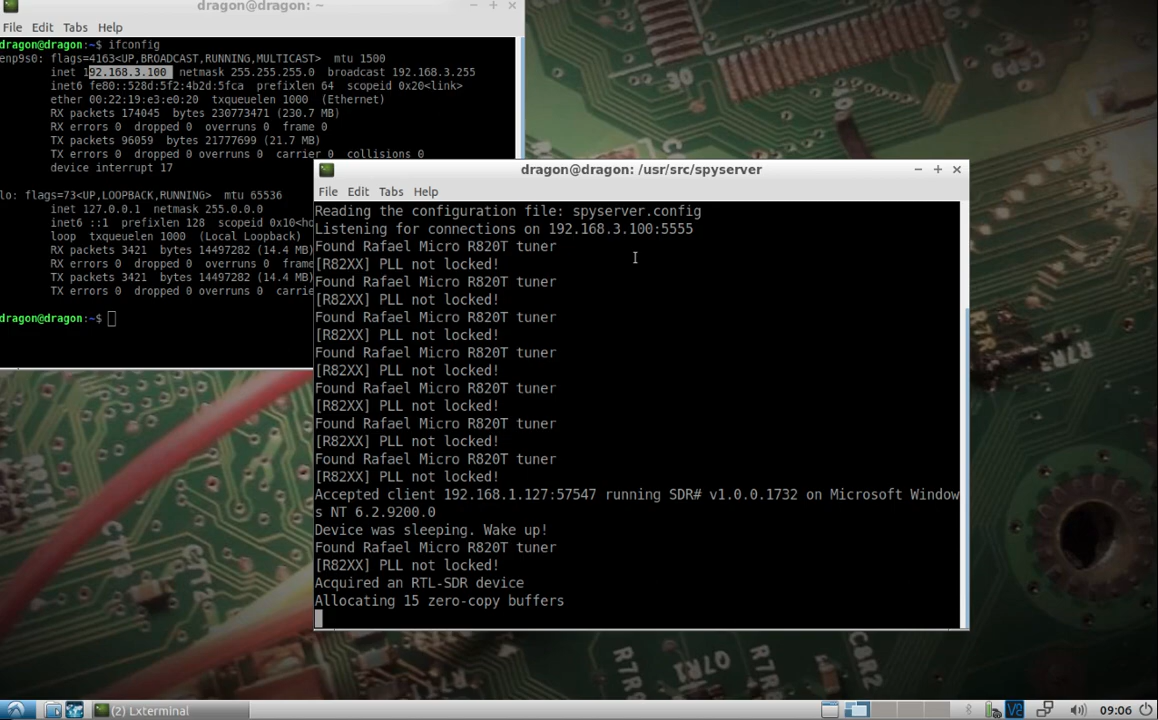 dragon@dragon: ~
File Edit Tabs Help
dragon@dragon:~$ ifconfig
enp9s0: flags=4163<UP,BROADCAST,RUNNING,MULTICAST> mtu 1500
inet 192.168.3.100 netmask 255.255.255.0 broadcast 192.168.3.255
inet6 fe80::528d:5f2:4b2d:5fca prefixlen 64 scopeid 0x20<link>
ether 00:22:19:e3:e0:20 txqueuelen 1000 (Ethernet)
RX packets 174045 bytes 230773471 (230.7 MB)
RX errors 0 dropped 0 overruns 0 frame 0
TX packets 96059 bytes 21777699 (21.7 MB)
TX errors 0 dropped 0 overruns 0 carrier 0 collisions 0
device interrupt 17
lo: flags=73<UP,LOOPBACK,RUNNING> mtu 65536
inet 127.0.0.1 netmask 255.0.0.0
inet6 ::1 prefixlen 128 scopeid 0x10<ho
loop txqueuelen 1000 (Local Loopback)
RX packets 3421 bytes 14497282 (14.4 MB)
RX errors 0 dropped 0 overruns 0 frame
TX packets 3421 bytes 14497282 (14.4 MB)
TX errors 0 dropped 0 overruns 0 carrie
dragon@dragon:~$
dragon@dragon: /usr/src/spyserver
File Edit Tabs Help
Reading the configuration file: spyserver.config
Listening for connections on 192.168.3.100:5555
Found Rafael Micro R820T tuner
[R82XX] PLL not locked!
Found Rafael Micro R820T tuner
[R82XX] PLL not locked!
Found Rafael Micro R820T tuner
[R82XX] PLL not locked!
Found Rafael Micro R820T tuner
[R82XX] PLL not locked!
Found Rafael Micro R820T tuner
[R82XX] PLL not locked!
Found Rafael Micro R820T tuner
[R82XX] PLL not locked!
Found Rafael Micro R820T tuner
[R82XX] PLL not locked!
Accepted client 192.168.1.127:57547 running SDR# v1.0.0.1732 on Microsoft Window
s NT 6.2.9200.0
Device was sleeping. Wake up!
Found Rafael Micro R820T tuner
[R82XX] PLL not locked!
Acquired an RTL-SDR device
Allocating 15 zero-copy buffers
(2) Lxterminal
09:06